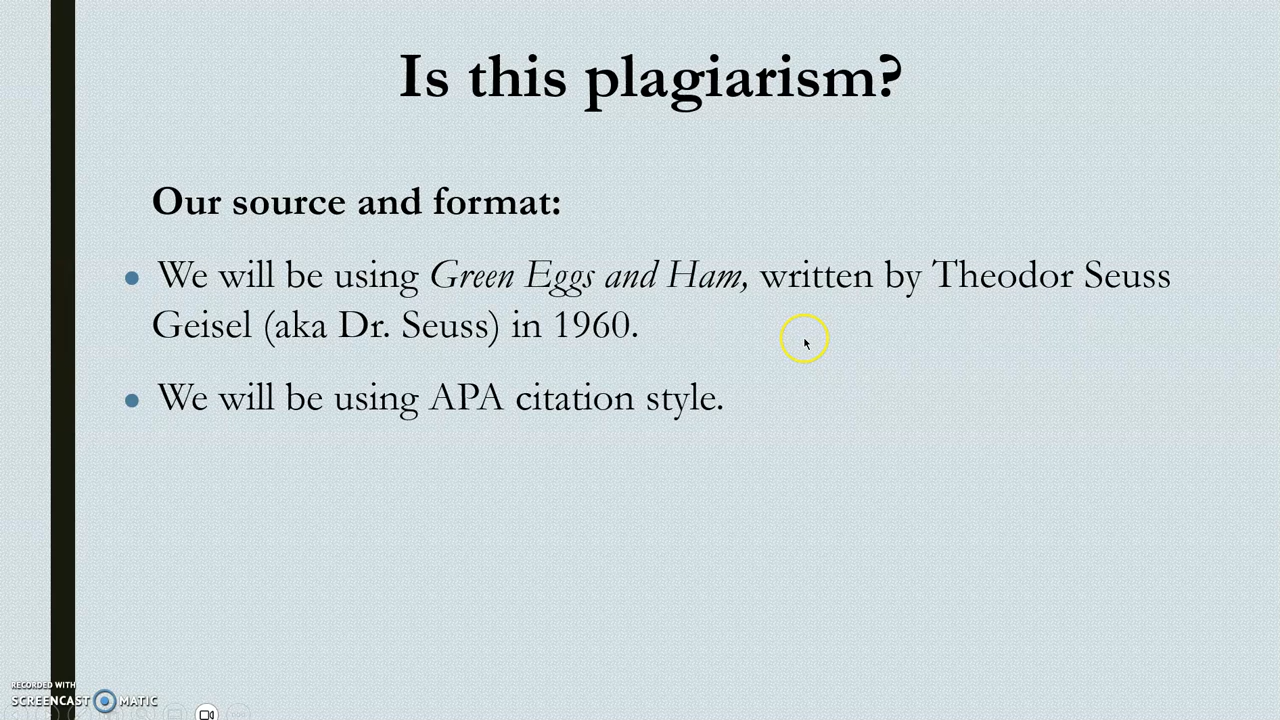 Is this plagiarism?
Our source and format:
We will be using Green Eggs and Ham, written by Theodor Seuss
Geisel (aka Dr. Seuss) in 1960.
We will be using APA citation style.
RECORDED WITH
SCREENCAST MATIC